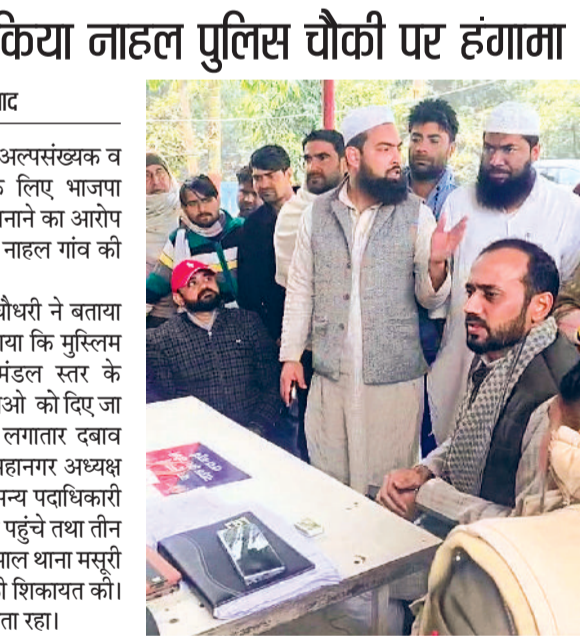 किया नाहल पुलिस चौकी पर हंगामा
अल्पसंख्यक व
लिए भाजपा
का आरोप
नाहल गांव की
चौधरी ने बताया
कि मुस्लिम
मंडल स्तर के
को दिए जा
लगातार दबाव
महानगर अध्यक्ष
पदाधिकारी
पहुंचे तथा तीन
थाना मसूरी
शिकायत की।
रहा।